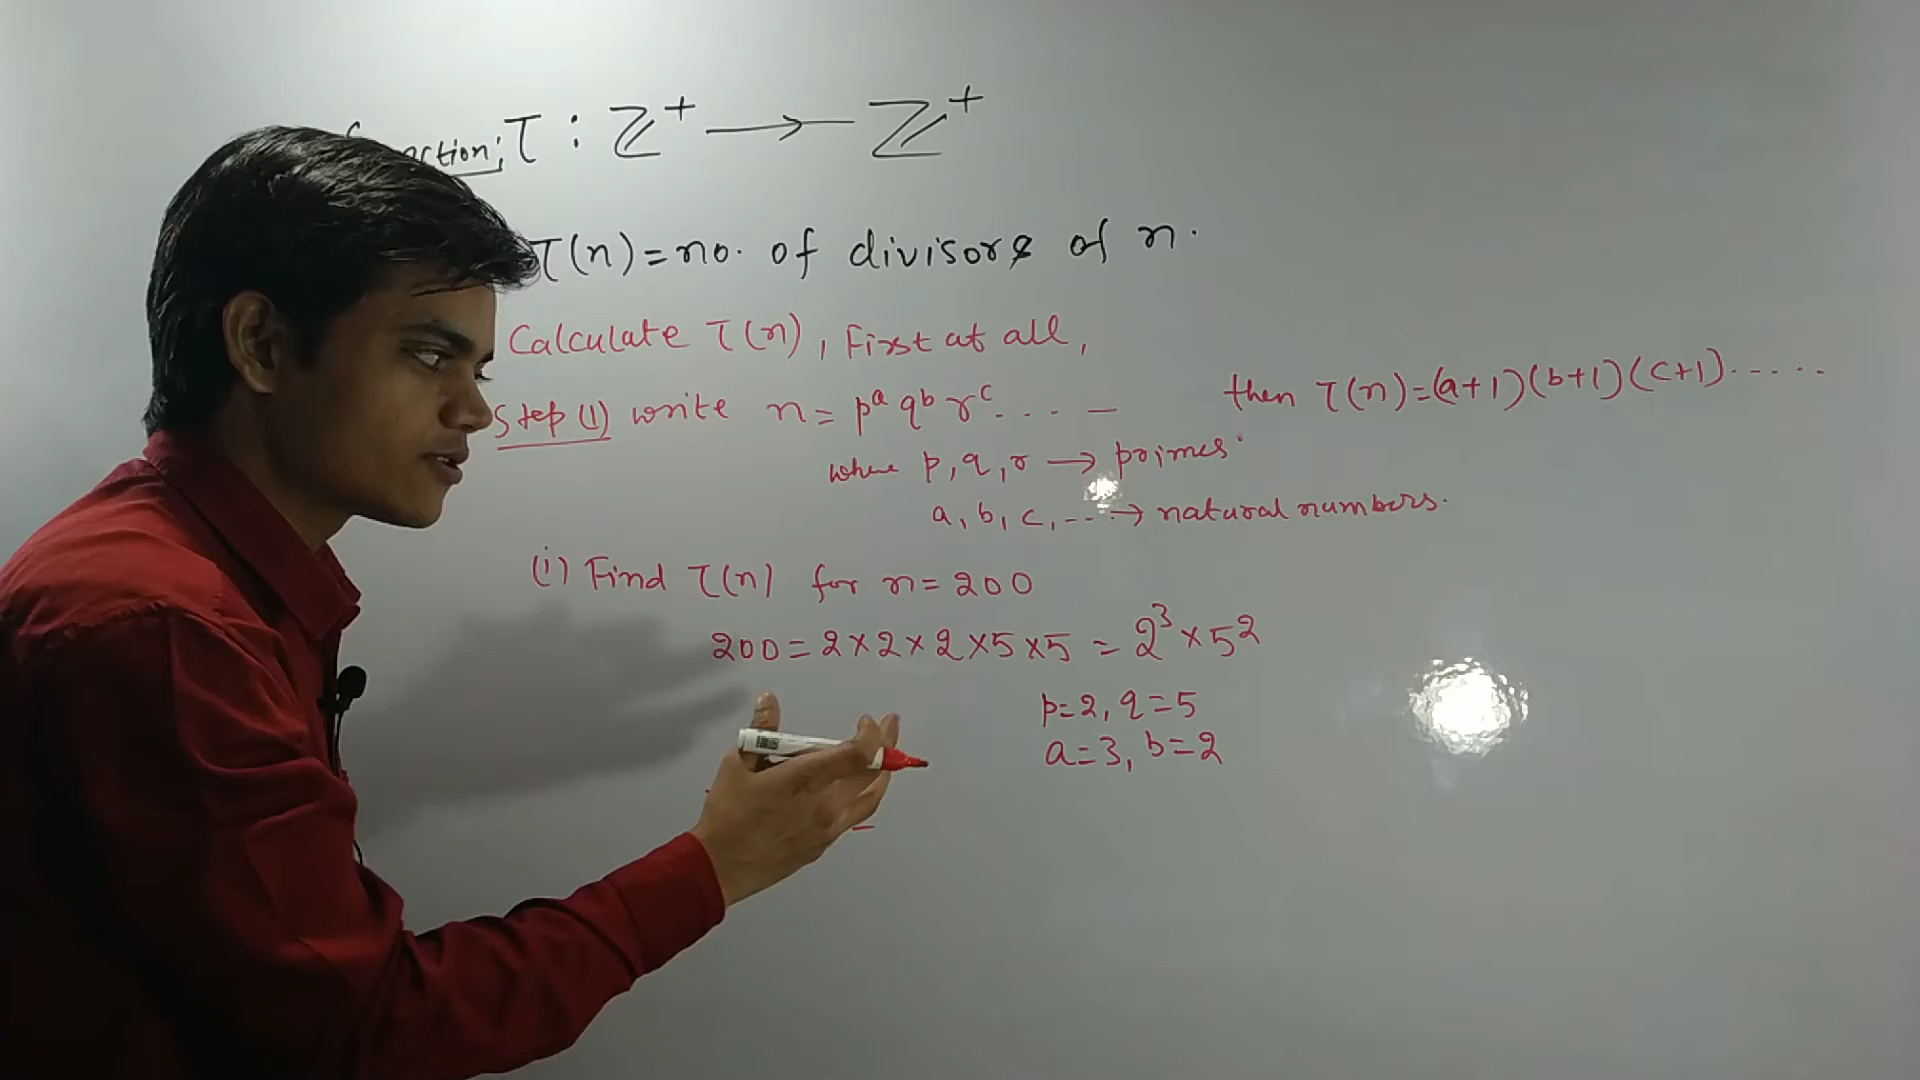 τ : ℤ⁺ → ℤ⁺
τ(n) = no. of divisors of n.
Calculate τ(n), First at all,
Step (1) write n = pᵃ qᵇ rᶜ . . . . — then τ(n) = (a+1)(b+1)(c+1) . - - - . .
where p, q, r → primes
a, b, c, - - . → natural numbers.
(i) Find τ(n) for n = 200
200 = 2 × 2 × 2 × 5 × 5 = 2³ × 5²
p = 2, q = 5
a = 3, b = 2